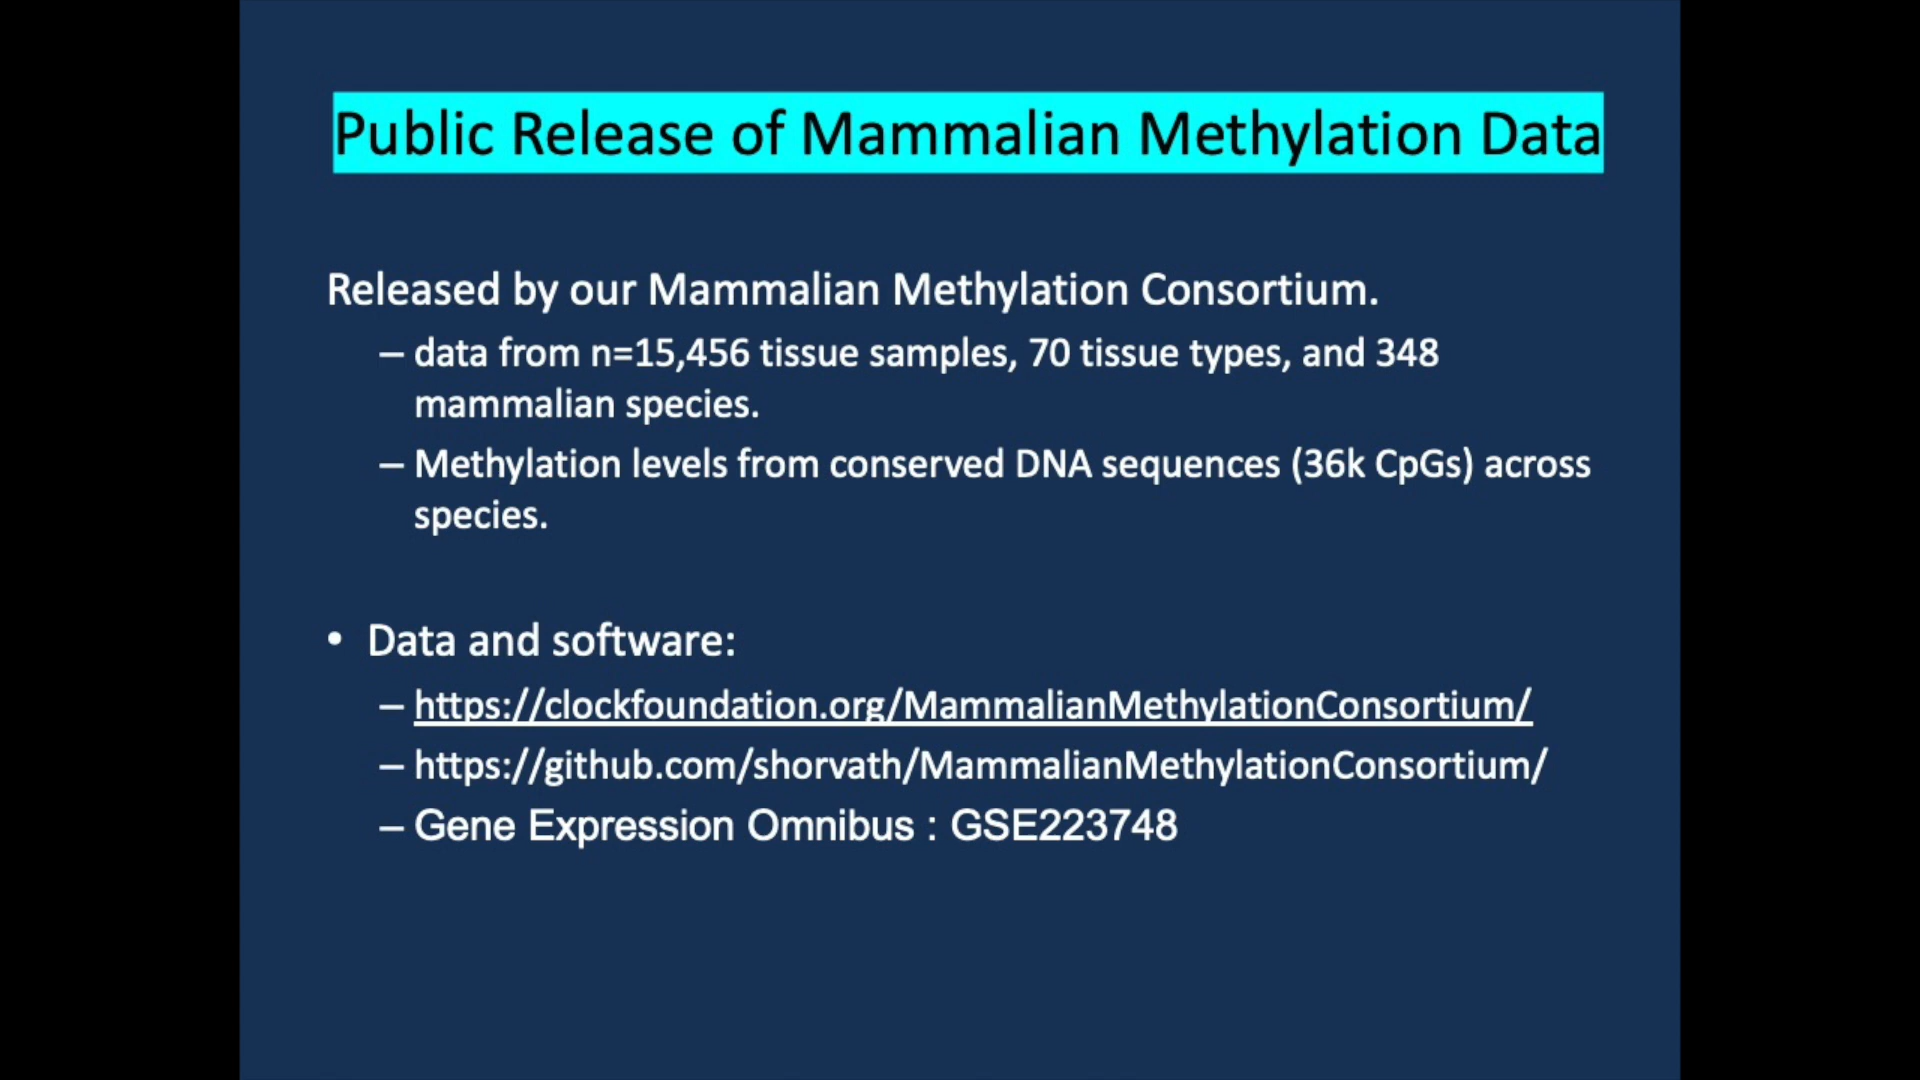 Public Release of Mammalian Methylation Data
Released by our Mammalian Methylation Consortium.
– data from n=15,456 tissue samples, 70 tissue types, and 348
mammalian species.
– Methylation levels from conserved DNA sequences (36k CpGs) across
species.
• Data and software:
– https://clockfoundation.org/MammalianMethylationConsortium/
– https://github.com/shorvath/MammalianMethylationConsortium/
– Gene Expression Omnibus : GSE223748